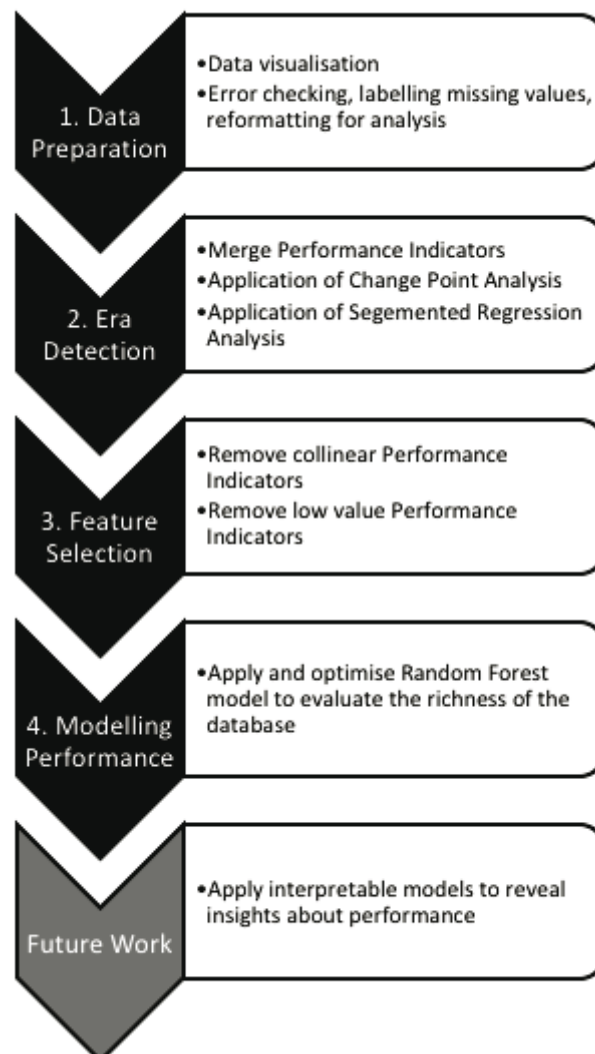 1. Data
Preparation
•Data visualisation
•Error checking, labelling missing values,
reformatting for analysis
2. Era
Detection
•Merge Performance Indicators
•Application of Change Point Analysis
•Application of Segemented Regression
Analysis
3. Feature
Selection
•Remove collinear Performance
Indicators
•Remove low value Performance
Indicators
4. Modelling
Performance
•Apply and optimise Random Forest
model to evaluate the richness of the
database
Future Work
•Apply interpretable models to reveal
insights about performance